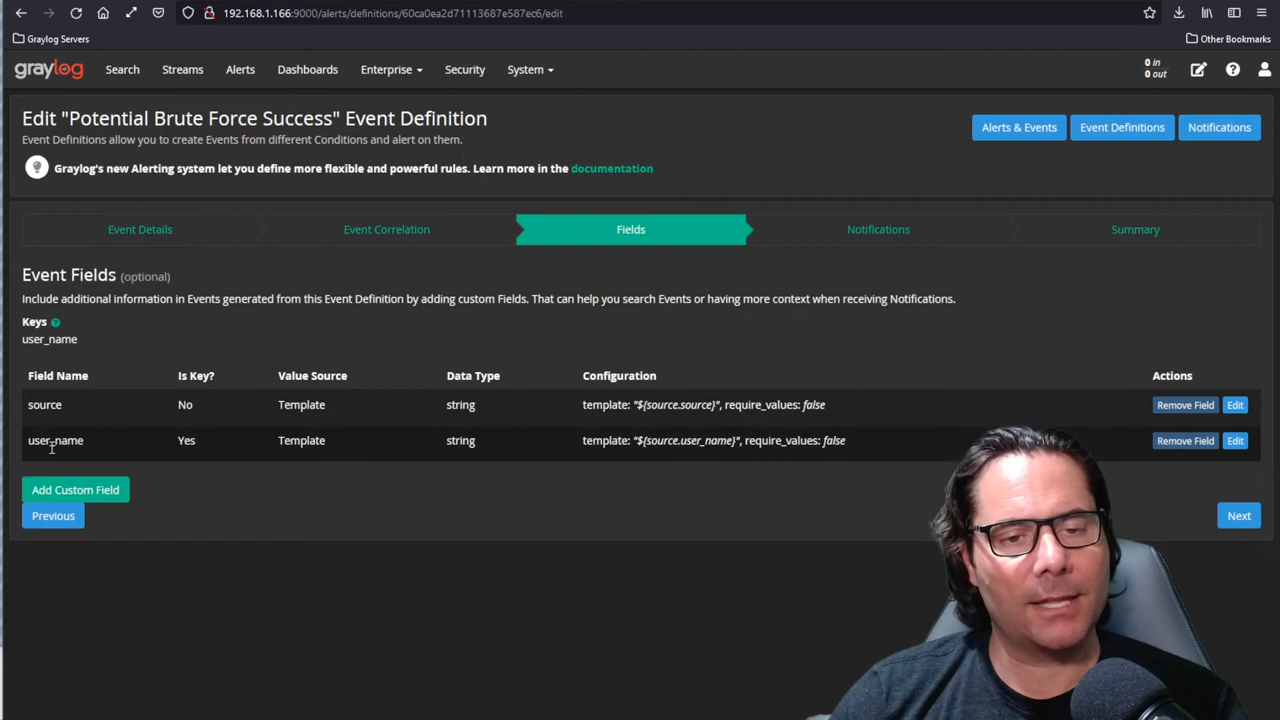 192.168.1.166:9000/alerts/definitions/60ca0ea2d71113687e587ec6/edit
Graylog Servers
Other Bookmarks
graylog
Search
Streams
Alerts
Dashboards
Enterprise
Security
System
0 in
0 out
Edit "Potential Brute Force Success" Event Definition
Event Definitions allow you to create Events from different Conditions and alert on them.
Alerts & Events
Event Definitions
Notifications
Graylog's new Alerting system let you define more flexible and powerful rules. Learn more in the documentation
Event Details
Event Correlation
Fields
Notifications
Summary
Event Fields (optional)
Include additional information in Events generated from this Event Definition by adding custom Fields. That can help you search Events or having more context when receiving Notifications.
Keys
user_name
Field Name Is Key? Value Source Data Type Configuration Actions
source No Template string template: "${source.source}", require_values: false Remove Field Edit
user_name Yes Template string template: "${source.user_name}", require_values: false Remove Field Edit
Add Custom Field
Previous
Next